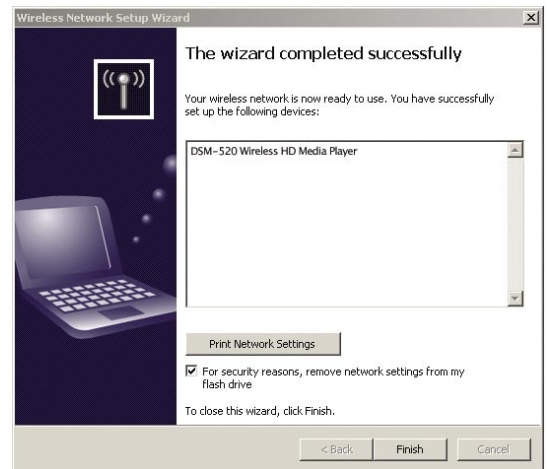 Wireless Network Setup Wizard
The wizard completed successfully
Your wireless network is now ready to use. You have successfully
set up the following devices:
DSM-520 Wireless HD Media Player
Print Network Settings
For security reasons, remove network settings from my
flash drive
To close this wizard, click Finish.
< Back
Finish
Cancel